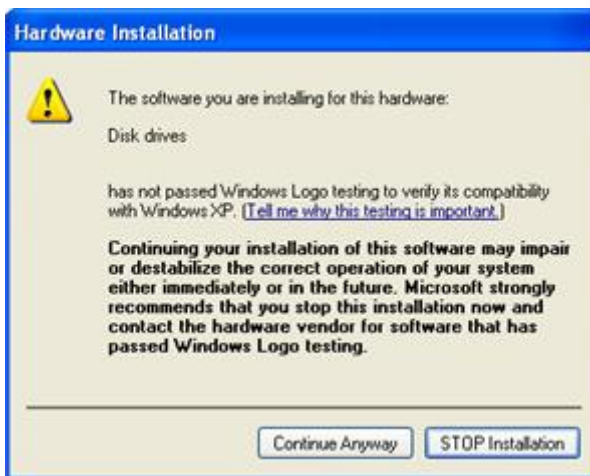 Hardware Installation
The software you are installing for this hardware:
Disk drives
has not passed Windows Logo testing to verify its compatibility
with Windows XP. (Tell me why this testing is important.)
Continuing your installation of this software may impair
or destabilize the correct operation of your system
either immediately or in the future. Microsoft strongly
recommends that you stop this installation now and
contact the hardware vendor for software that has
passed Windows Logo testing.
Continue Anyway
STOP Installation